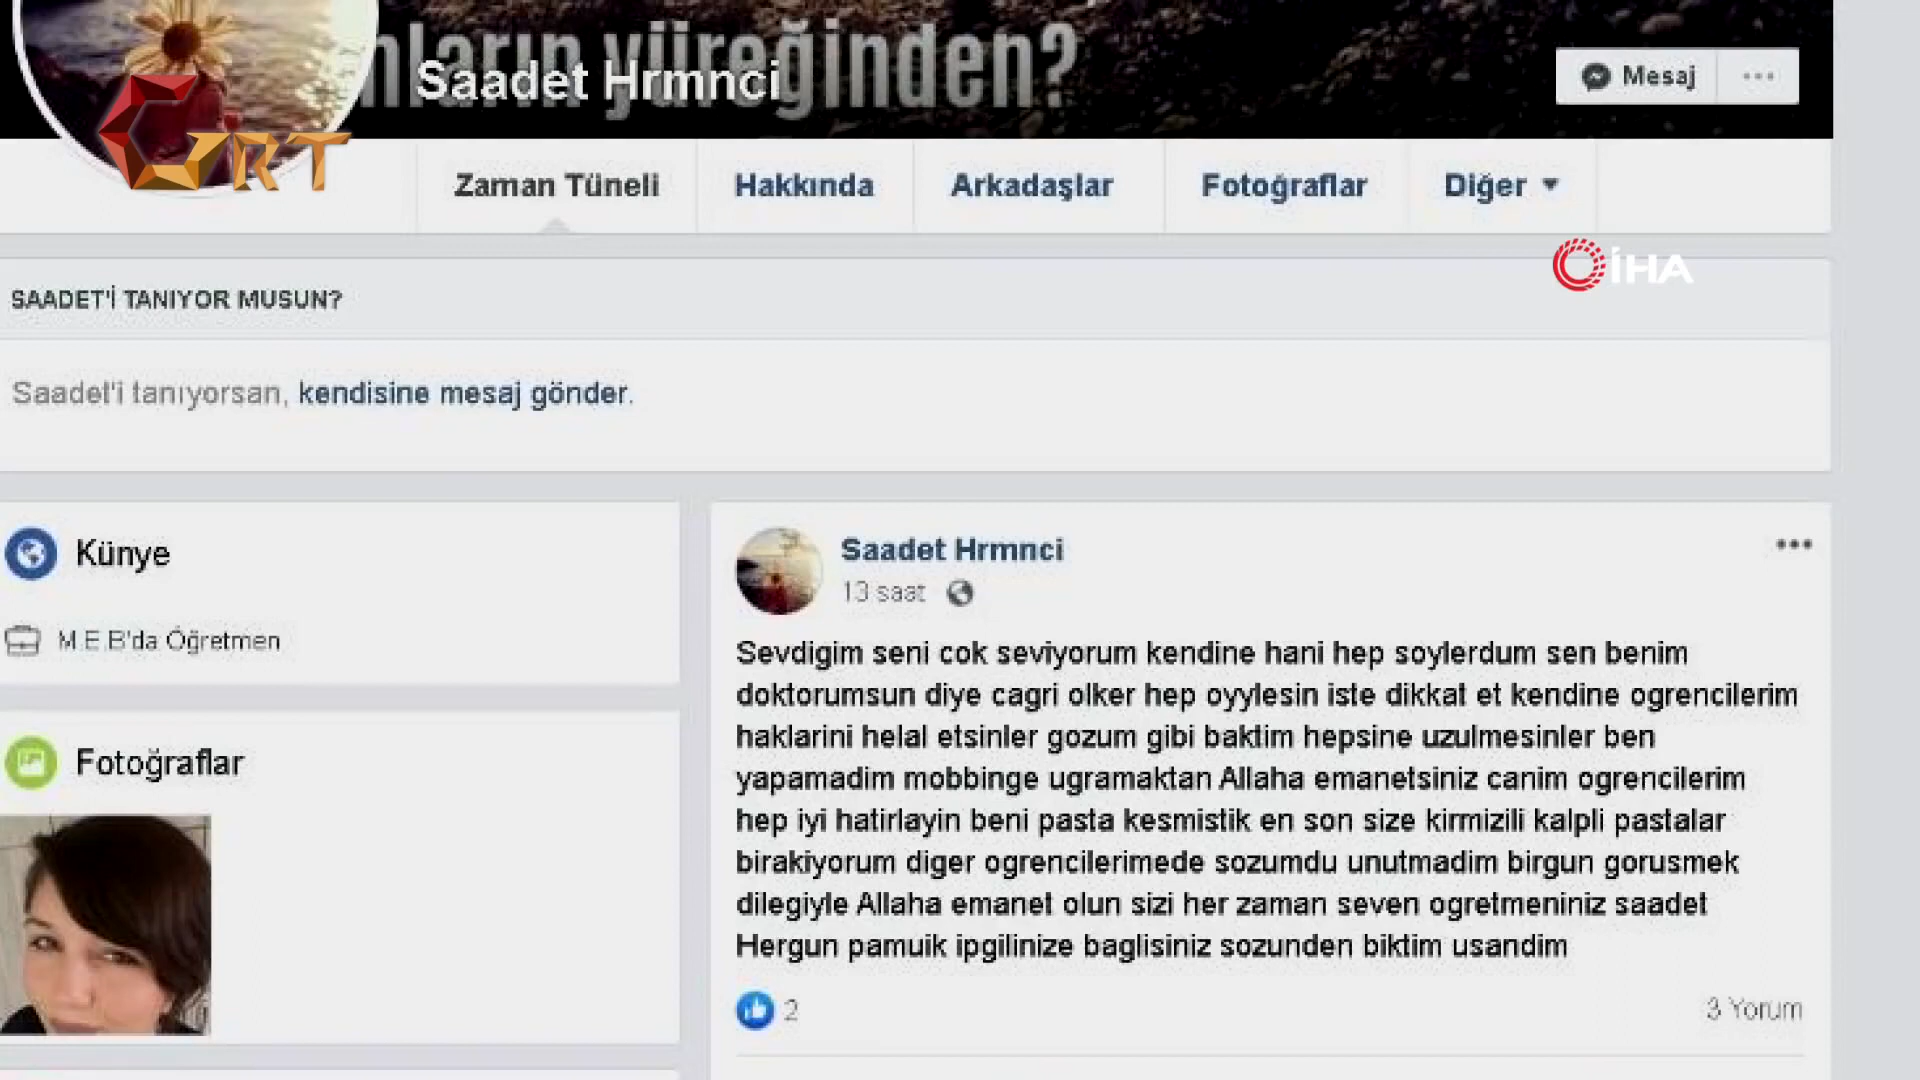 nların yüreğinden?
Saadet Hrmnci
Mesaj
GRT
Zaman Tüneli
Hakkında
Arkadaşlar
Fotoğraflar
Diğer
İHA
SAADET'İ TANIYOR MUSUN?
Saadet'i tanıyorsan, kendisine mesaj gönder.
Künye
M.E.B'da Öğretmen
Fotoğraflar
Saadet Hrmnci
13 saat
Sevdigim seni cok seviyorum kendine hani hep soylerdum sen benim
doktorumsun diye cagri olker hep oyylesin iste dikkat et kendine ogrencilerim
haklarini helal etsinler gozum gibi baktim hepsine uzulmesinler ben
yapamadim mobbinge ugramaktan Allaha emanetsiniz canim ogrencilerim
hep iyi hatirlayin beni pasta kesmistik en son size kirmizili kalpli pastalar
birakiyorum diger ogrencilerimede sozumdu unutmadim birgun gorusmek
dilegiyle Allaha emanet olun sizi her zaman seven ogretmeniniz saadet
Hergun pamuik ipgilinize baglisiniz sozunden biktim usandim
2
3 Yorum